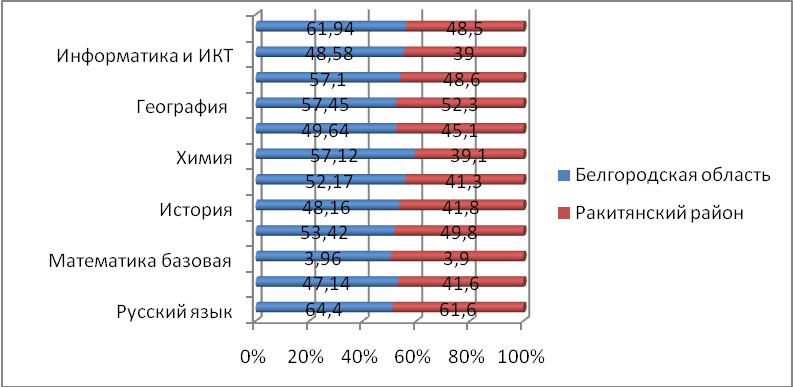 61,94 48,5
Информатика и ИКТ 48,58 39
57,1 48,6
География 57,45 52,3
49,64 45,1
Химия 57,12 39,1
52,17 41,3
История 48,16 41,8
53,42 49,8
Математика базовая 3,96 3,9
47,14 41,6
Русский язык 64,4 61,6
0% 20% 40% 60% 80% 100%
Белгородская область
Ракитянский район